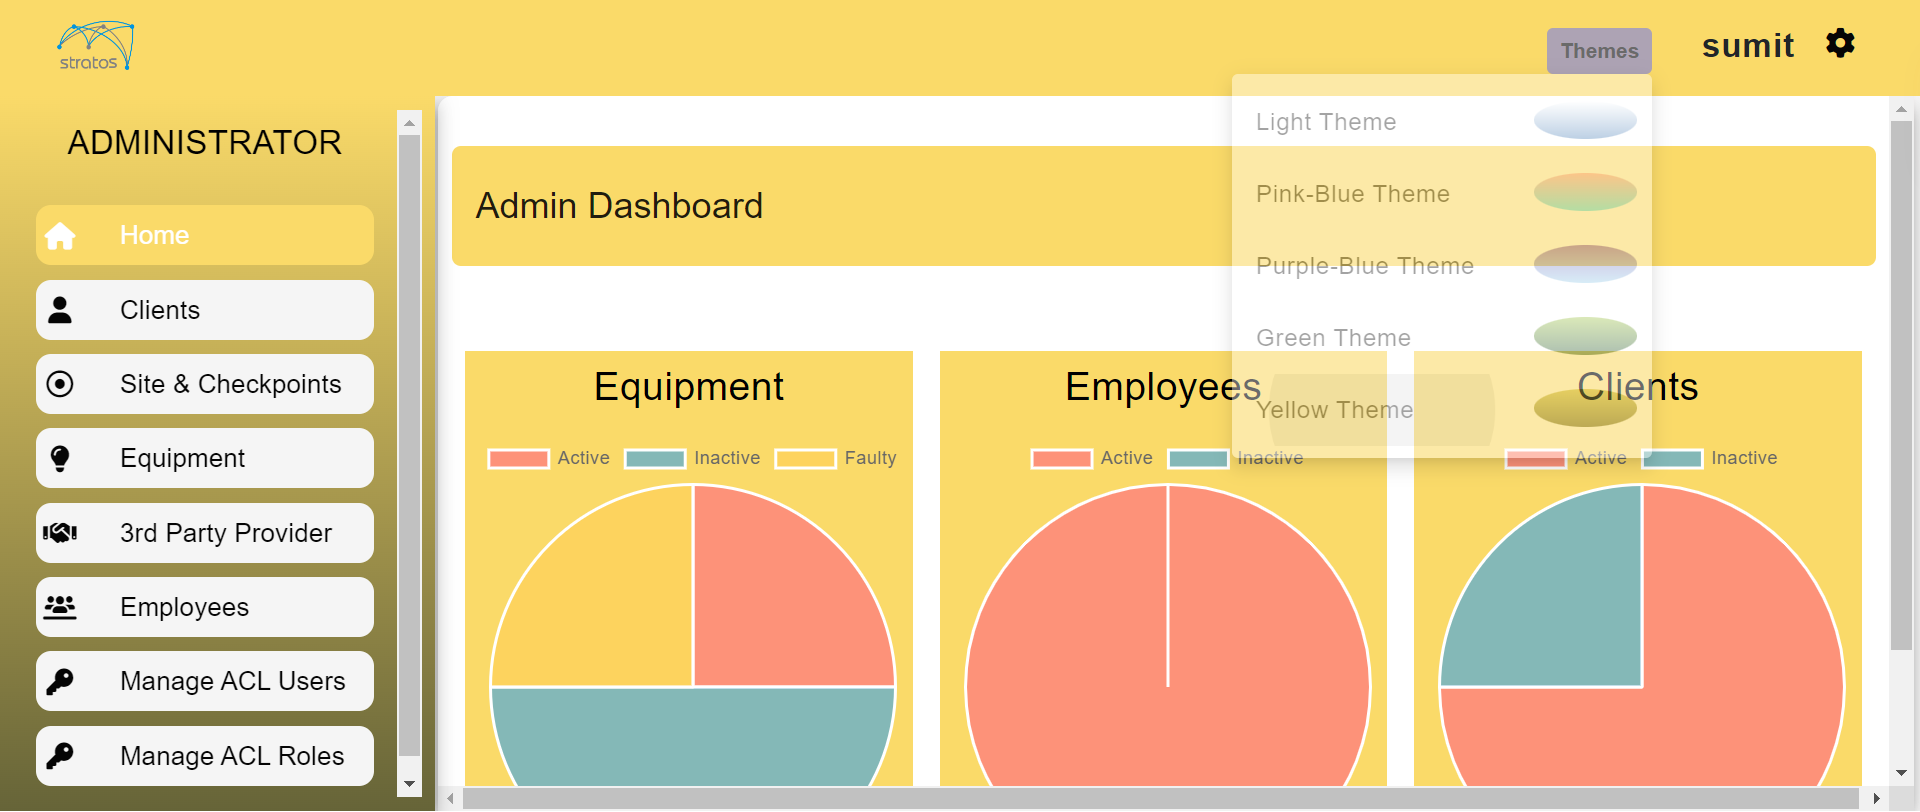 stratos
Themes
sumit
ADMINISTRATOR
Home
Clients
Site & Checkpoints
Equipment
3rd Party Provider
Employees
Manage ACL Users
Manage ACL Roles
Admin Dashboard
Light Theme
Pink-Blue Theme
Purple-Blue Theme
Green Theme
Yellow Theme
Equipment
Active Inactive Faulty
Employees
Active Inactive
Clients
Active Inactive